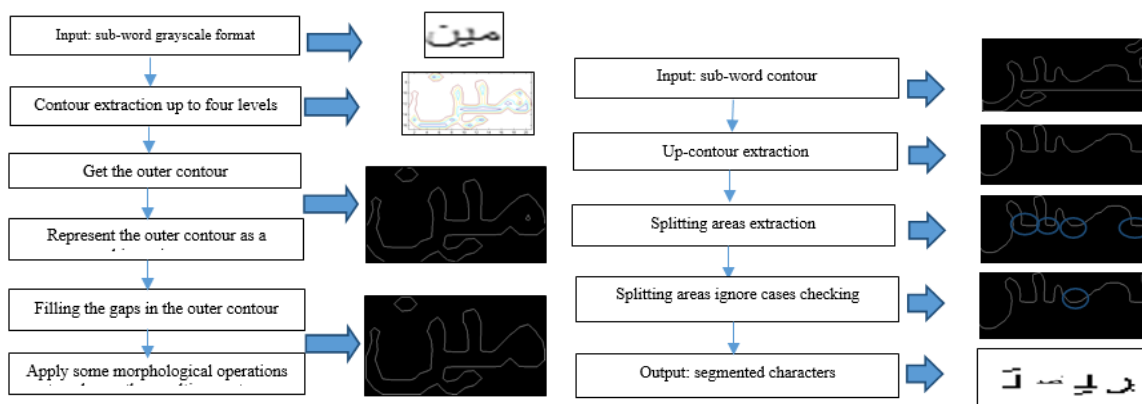 Input: sub-word grayscale format
مين
Contour extraction up to four levels
Get the outer contour
Represent the outer contour as a
Filling the gaps in the outer contour
Apply some morphological operations
Input: sub-word contour
Up-contour extraction
Splitting areas extraction
Splitting areas ignore cases checking
Output: segmented characters